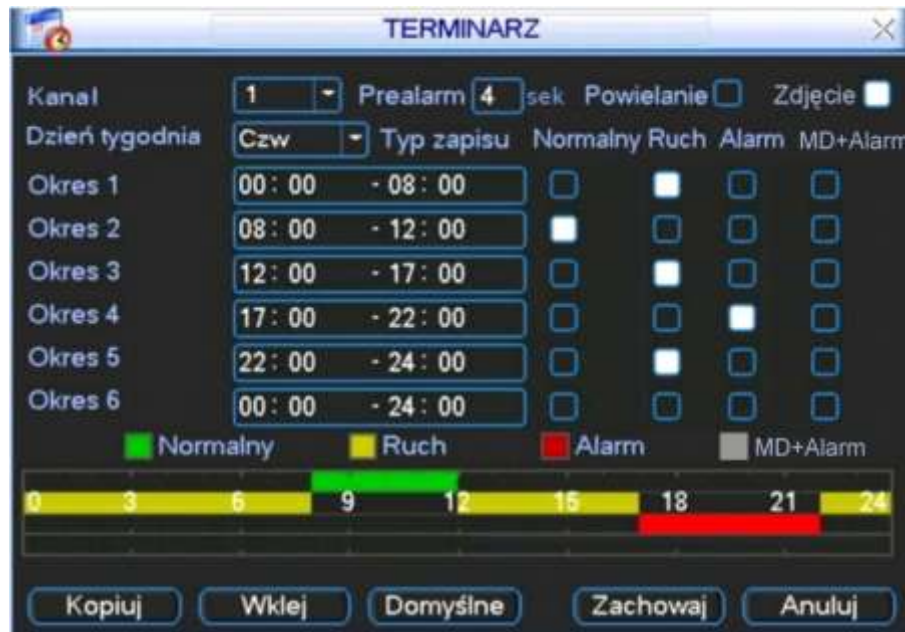 TERMINARZ
Kanał 1 Prealarm 4 sek Powielanie Zdjęcie
Dzień tygodnia Czw Typ zapisu Normalny Ruch Alarm MD+Alarm
Okres 1 00:00 - 08:00
Okres 2 08:00 - 12:00
Okres 3 12:00 - 17:00
Okres 4 17:00 - 22:00
Okres 5 22:00 - 24:00
Okres 6 00:00 - 24:00
Normalny Ruch Alarm MD+Alarm
0 3 6 9 12 15 18 21 24
Kopiuj Wklej Domyślne Zachowaj Anuluj